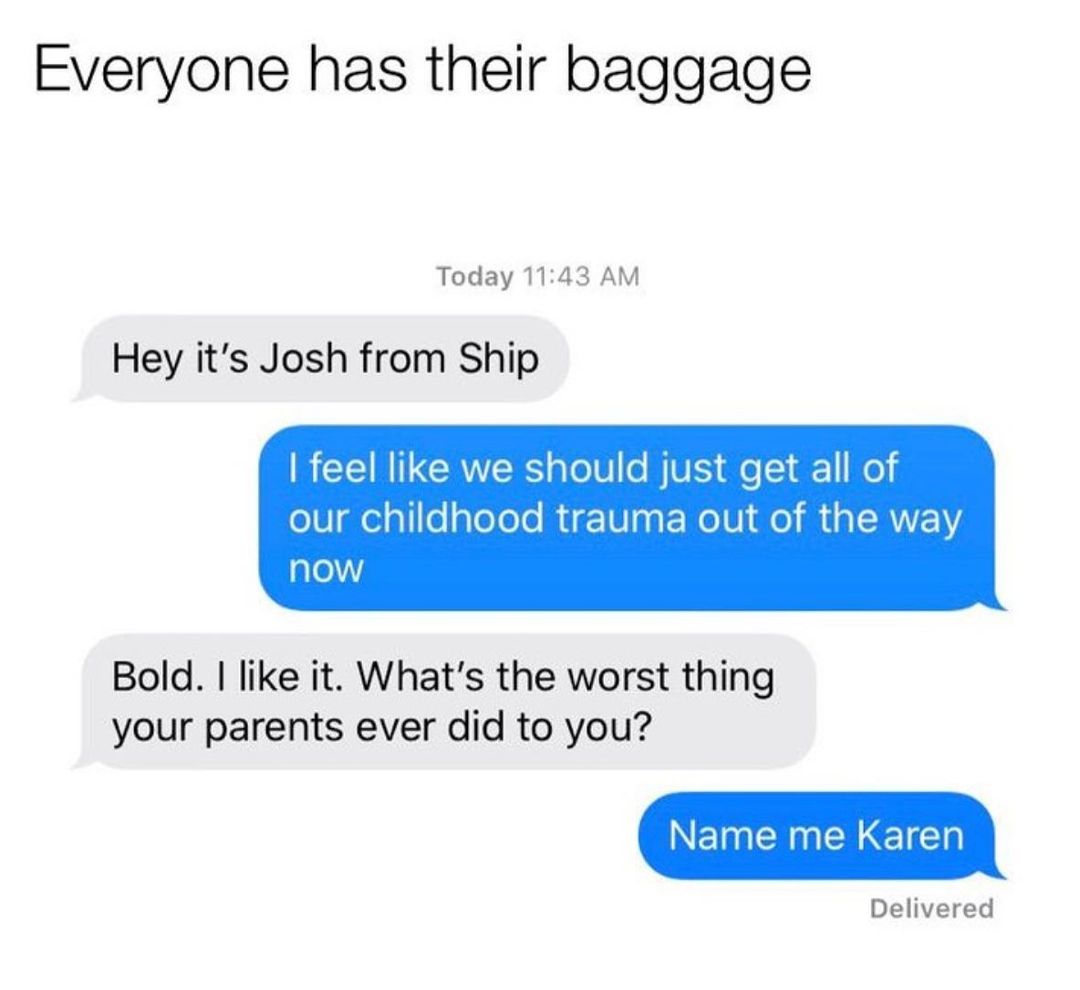 Everyone has their baggage
Today 11:43 AM
Hey it's Josh from Ship
I feel like we should just get all of
our childhood trauma out of the way
now
Bold. I like it. What's the worst thing
your parents ever did to you?
Name me Karen
Delivered